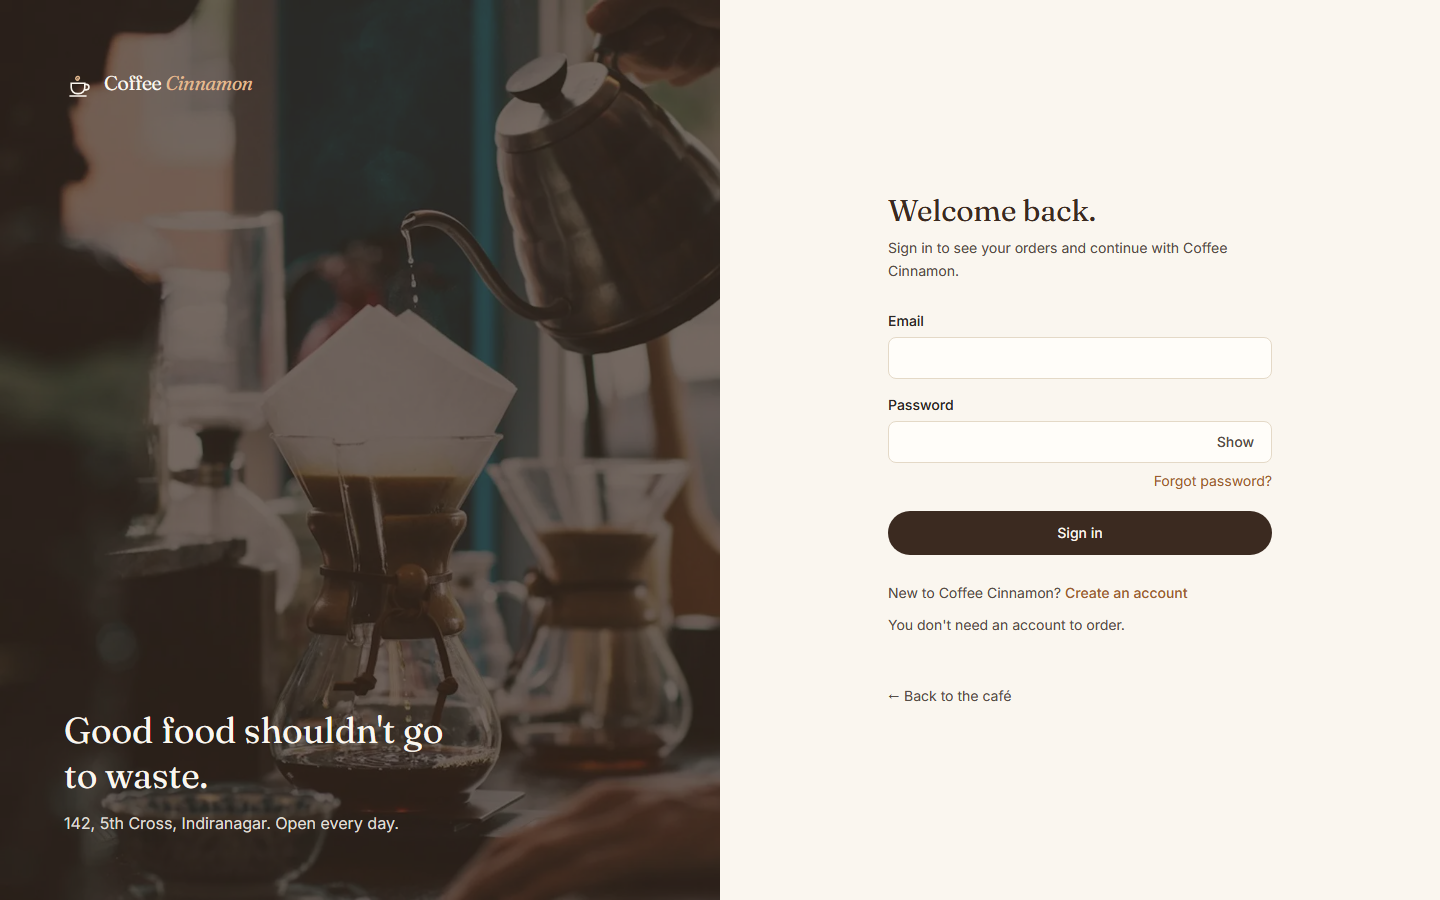 Coffee Cinnamon
Good food shouldn't go
to waste.
142, 5th Cross, Indiranagar. Open every day.
Welcome back.
Sign in to see your orders and continue with Coffee
Cinnamon.
Email
Password
Show
Forgot password?
Sign in
New to Coffee Cinnamon? Create an account
You don't need an account to order.
← Back to the café